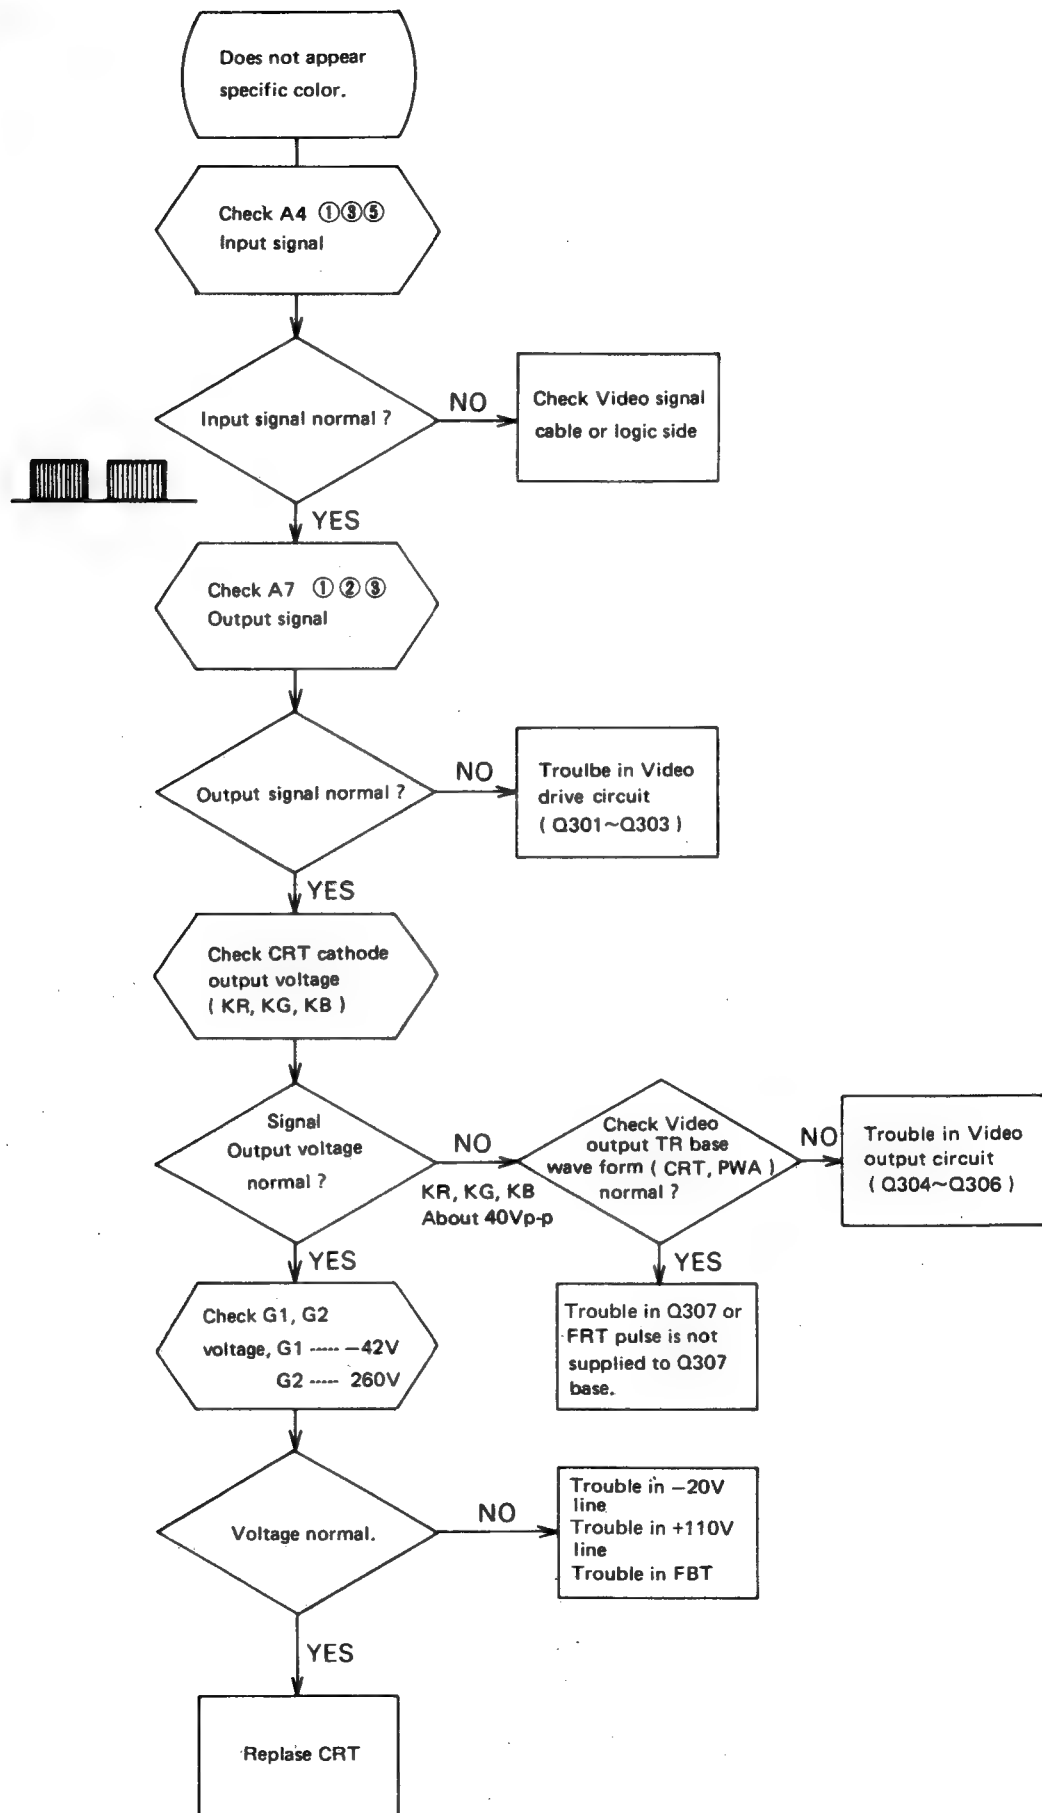 Does not appear
specific color.
Check A4 ①③⑤
Input signal
Input signal normal ?
NO
Check Video signal
cable or logic side
YES
Check A7 ① ② ③
Output signal
Output signal normal ?
NO
Troulbe in Video
drive circuit
( Q301~Q303 )
YES
Check CRT cathode
output voltage
( KR, KG, KB )
Signal
Output voltage
normal ?
NO
KR, KG, KB
About 40Vp-p
Check Video
output TR base
wave form ( CRT, PWA )
normal ?
NO
Trouble in Video
output circuit
( Q304~Q306 )
YES
Trouble in Q307 or
FRT pulse is not
supplied to Q307
base.
YES
Check G1, G2
voltage, G1 ----- −42V
G2 ----- 260V
Voltage normal.
NO
Trouble in −20V
line
Trouble in +110V
line
Trouble in FBT
YES
Replase CRT